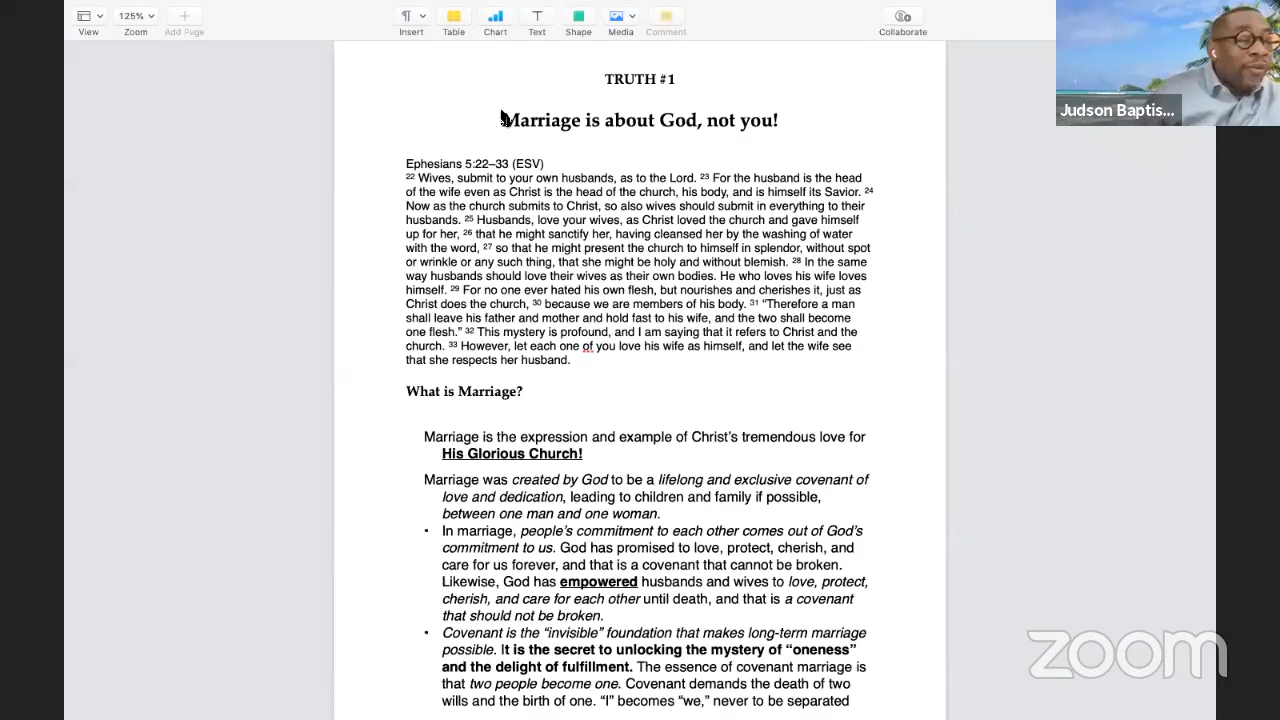 125%
View
Zoom
Add Page
Insert
Table
Chart
Text
Shape
Media
Comment
Collaborate
Judson Baptis...
TRUTH #1
Marriage is about God, not you!
Ephesians 5:22–33 (ESV)
22 Wives, submit to your own husbands, as to the Lord. 23 For the husband is the head
of the wife even as Christ is the head of the church, his body, and is himself its Savior. 24
Now as the church submits to Christ, so also wives should submit in everything to their
husbands. 25 Husbands, love your wives, as Christ loved the church and gave himself
up for her, 26 that he might sanctify her, having cleansed her by the washing of water
with the word, 27 so that he might present the church to himself in splendor, without spot
or wrinkle or any such thing, that she might be holy and without blemish. 28 In the same
way husbands should love their wives as their own bodies. He who loves his wife loves
himself. 29 For no one ever hated his own flesh, but nourishes and cherishes it, just as
Christ does the church, 30 because we are members of his body. 31 “Therefore a man
shall leave his father and mother and hold fast to his wife, and the two shall become
one flesh.” 32 This mystery is profound, and I am saying that it refers to Christ and the
church. 33 However, let each one of you love his wife as himself, and let the wife see
that she respects her husband.
What is Marriage?
Marriage is the expression and example of Christ’s tremendous love for
His Glorious Church!
Marriage was created by God to be a lifelong and exclusive covenant of
love and dedication, leading to children and family if possible,
between one man and one woman.
• In marriage, people’s commitment to each other comes out of God’s
commitment to us. God has promised to love, protect, cherish, and
care for us forever, and that is a covenant that cannot be broken.
Likewise, God has empowered husbands and wives to love, protect,
cherish, and care for each other until death, and that is a covenant
that should not be broken.
• Covenant is the “invisible” foundation that makes long-term marriage
possible. It is the secret to unlocking the mystery of “oneness”
and the delight of fulfillment. The essence of covenant marriage is
that two people become one. Covenant demands the death of two
wills and the birth of one. “I” becomes “we,” never to be separated
zoom